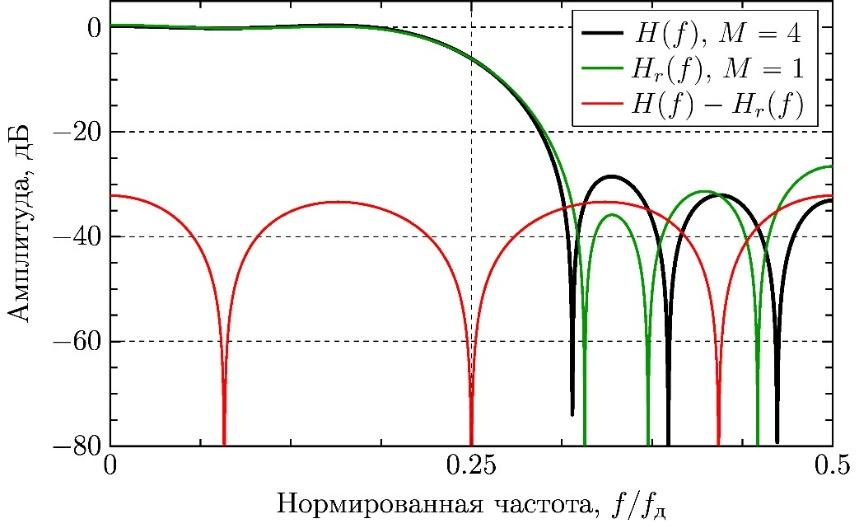 0
−20
−40
−60
−80
Амплитуда, дБ
H(f), M = 4
H_r(f), M = 1
H(f) − H_r(f)
0
0.25
0.5
Нормированная частота, f/f_д